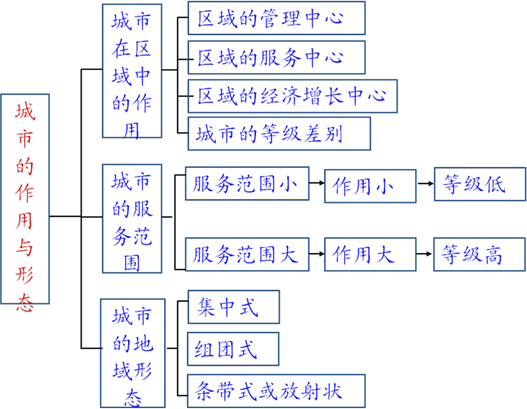 城市的作用与形态
城市在区域中的作用
区域的管理中心
区域的服务中心
区域的经济增长中心
城市的等级差别
城市的服务范围
服务范围小
作用小
等级低
服务范围大
作用大
等级高
城市的地域形态
集中式
组团式
条带式或放射状